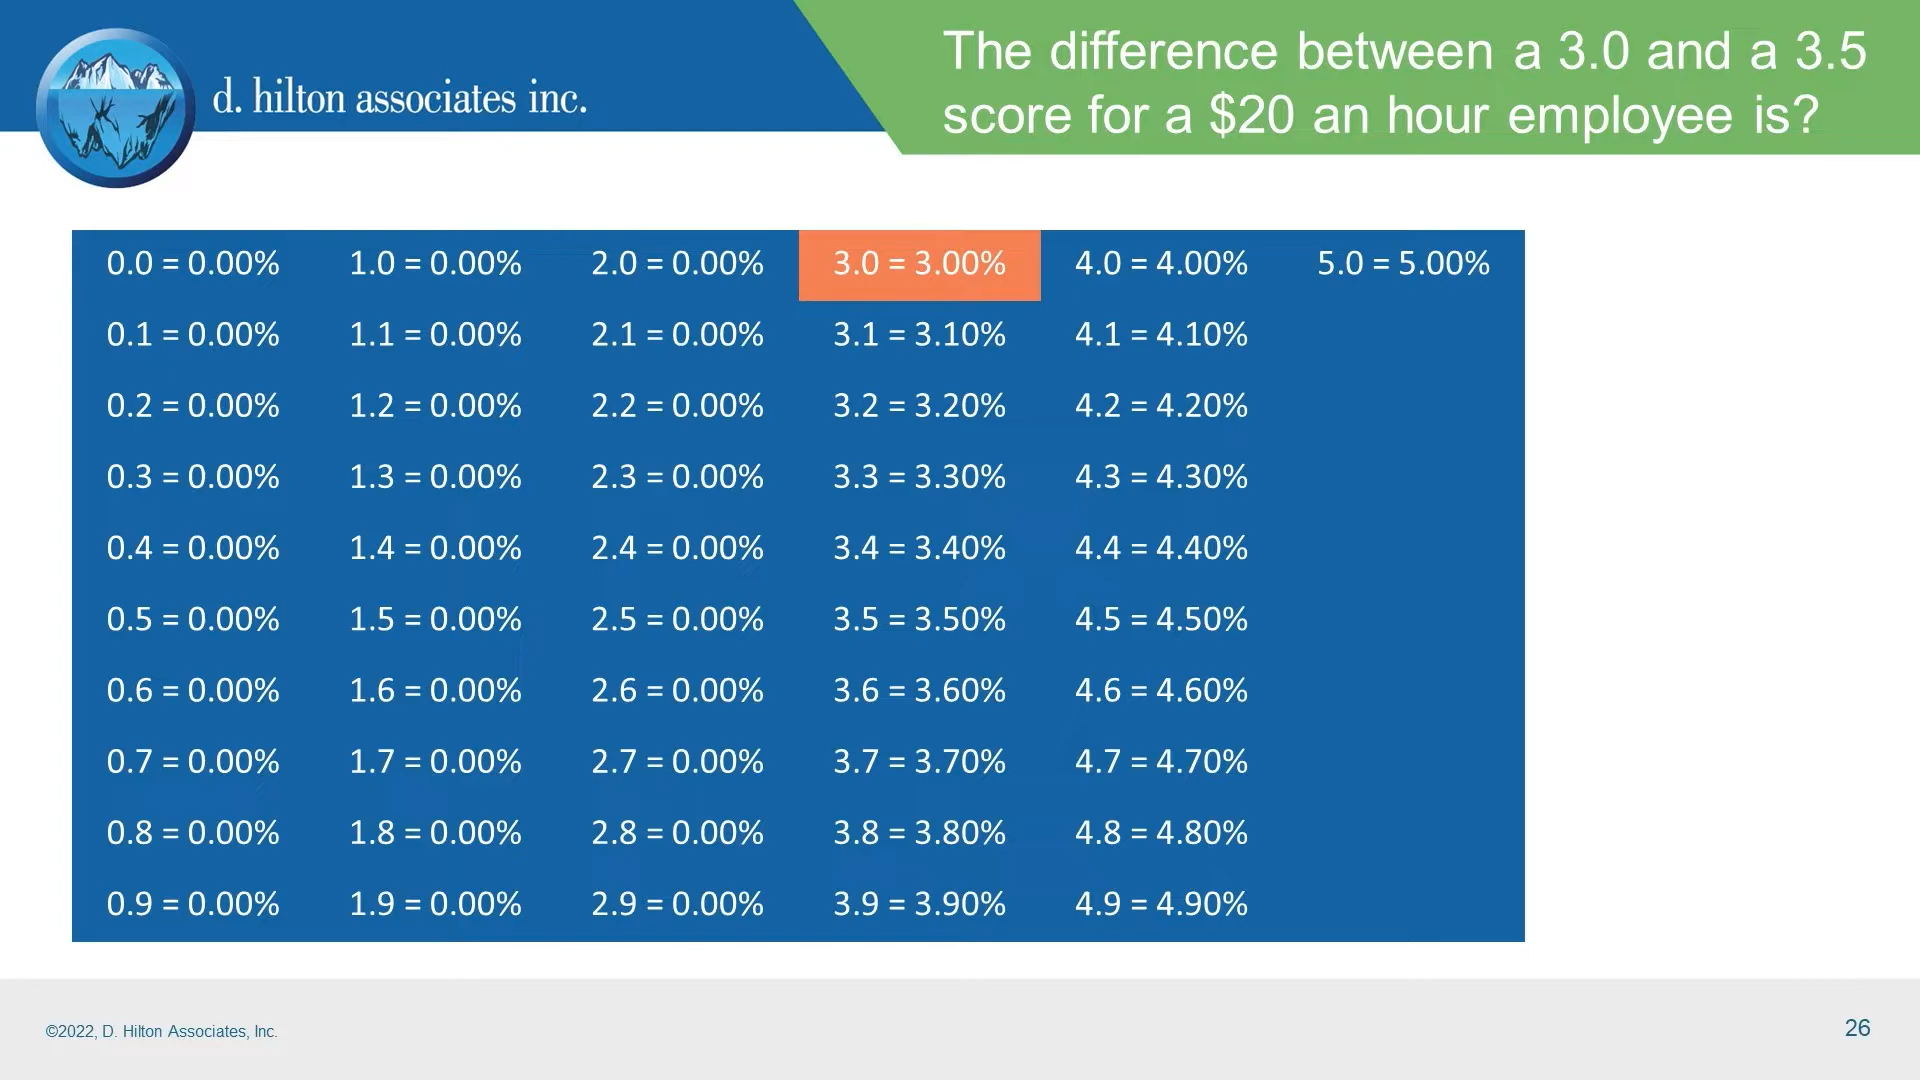 d. hilton associates inc.
The difference between a 3.0 and a 3.5
score for a $20 an hour employee is?
0.0 = 0.00% 1.0 = 0.00% 2.0 = 0.00% 3.0 = 3.00% 4.0 = 4.00% 5.0 = 5.00%
0.1 = 0.00% 1.1 = 0.00% 2.1 = 0.00% 3.1 = 3.10% 4.1 = 4.10%
0.2 = 0.00% 1.2 = 0.00% 2.2 = 0.00% 3.2 = 3.20% 4.2 = 4.20%
0.3 = 0.00% 1.3 = 0.00% 2.3 = 0.00% 3.3 = 3.30% 4.3 = 4.30%
0.4 = 0.00% 1.4 = 0.00% 2.4 = 0.00% 3.4 = 3.40% 4.4 = 4.40%
0.5 = 0.00% 1.5 = 0.00% 2.5 = 0.00% 3.5 = 3.50% 4.5 = 4.50%
0.6 = 0.00% 1.6 = 0.00% 2.6 = 0.00% 3.6 = 3.60% 4.6 = 4.60%
0.7 = 0.00% 1.7 = 0.00% 2.7 = 0.00% 3.7 = 3.70% 4.7 = 4.70%
0.8 = 0.00% 1.8 = 0.00% 2.8 = 0.00% 3.8 = 3.80% 4.8 = 4.80%
0.9 = 0.00% 1.9 = 0.00% 2.9 = 0.00% 3.9 = 3.90% 4.9 = 4.90%
©2022, D. Hilton Associates, Inc.
26